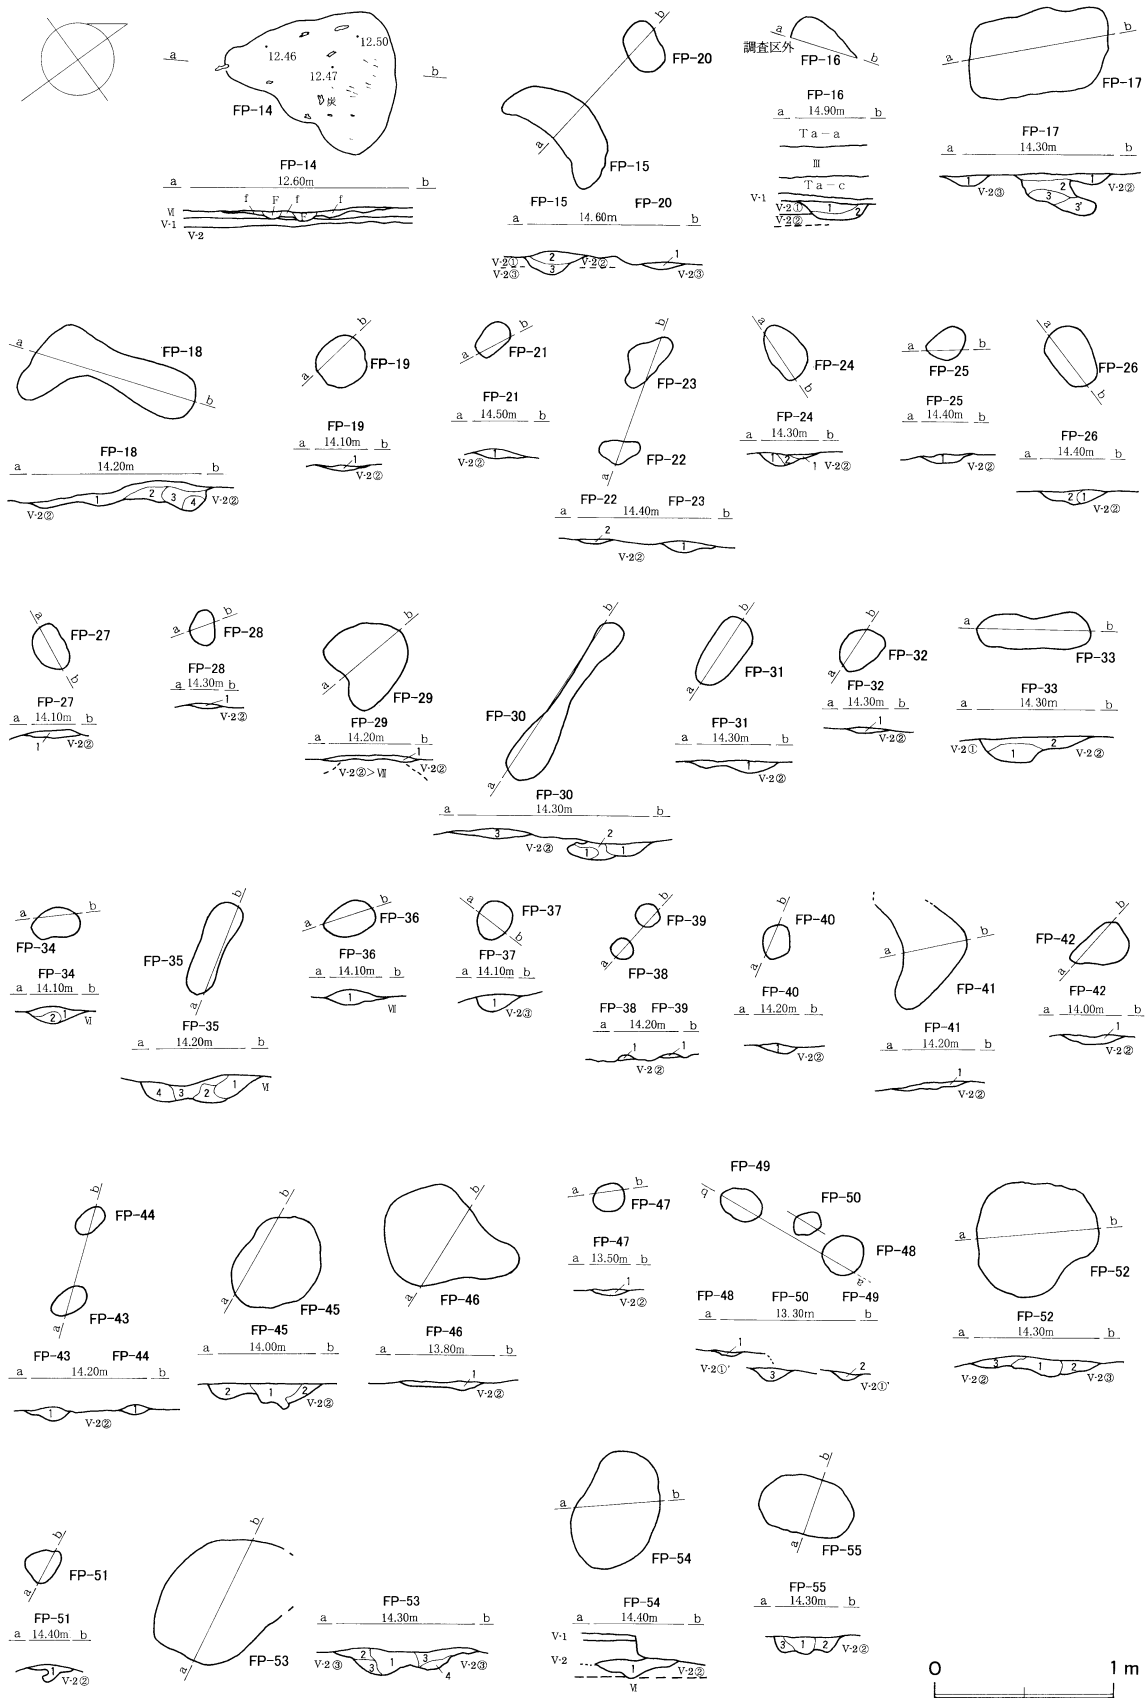 a
12.46
12.50
12.47
炭
b
FP-14
FP-14
a 12.60m b
f F f F f
Ⅵ
V-1
V-2
b
FP-20
a
FP-15
FP-15 FP-20
a 14.60m b
V-2① 2 V-2② 1
V-2③ 3 V-2③
a
調査区外
FP-16
b
FP-16
a 14.90m b
Ta-a
Ⅲ
Ta-c
V-1
V-2① 1 2
V-2②
a b
FP-17
FP-17
a 14.30m b
1 2 1
V-2③ 3 V-2②
3'
a
FP-18
b
FP-18
a 14.20m b
1 2 3 4 V-2②
V-2②
b
FP-19
a
FP-19
a 14.10m b
1
V-2②
b
FP-21
a
FP-21
a 14.50m b
1
V-2②
b
FP-23
FP-22
a
FP-22 FP-23
a 14.40m b
2 1
V-2②
a
FP-24
b
FP-24
a 14.30m b
1 2 1 V-2②
a b
FP-25
FP-25
a 14.40m b
1
V-2②
a
FP-26
b
FP-26
a 14.40m b
2 1
V-2②
a
FP-27
b
FP-27
a 14.10m b
1 V-2②
b
a FP-28
FP-28
a 14.30m b
1
V-2②
b
a
FP-29
FP-29
a 14.20m b
1
V-2②>Ⅶ V-2②
b
FP-30
a
FP-30
a 14.30m b
3 2
V-2② 1 1
b
FP-31
a
FP-31
a 14.30m b
1 V-2②
b
FP-32
a
FP-32
a 14.30m b
1
V-2②
a b
FP-33
FP-33
a 14.30m b
V-2① 1 2 V-2②
a b
FP-34
FP-34
a 14.10m b
2 1 Ⅵ
b
FP-35
a
FP-35
a 14.20m b
4 3 2 1 Ⅵ
b
a FP-36
FP-36
a 14.10m b
1
Ⅶ
a FP-37
b
FP-37
a 14.10m b
1 V-2③
b
FP-39
a
FP-38
FP-38 FP-39
a 14.20m b
1 1
V-2②
b
FP-40
a
FP-40
a 14.20m b
1 V-2②
b
a
FP-41
FP-41
a 14.20m b
1
V-2②
b
FP-42
a
FP-42
a 14.00m b
1
V-2②
b
FP-44
FP-43
a
FP-43 FP-44
a 14.20m b
1 1
V-2②
b
a
FP-45
FP-45
a 14.00m b
2 1 2
V-2②
b
a
FP-46
FP-46
a 13.80m b
1
V-2②
a b
FP-47
FP-47
a 13.50m b
1
V-2②
FP-49
b
FP-50
FP-48
a
FP-48 FP-50 FP-49
a 13.30m b
1
V-2①' 3 2
V-2①'
b
a
FP-52
FP-52
a 14.30m b
3 1 2
V-2② V-2③
b
FP-51
a
FP-51
a 14.40m b
1
V-2②
b
a
FP-53
FP-53
a 14.30m b
2 1 3
V-2③ 3 4 V-2③
a b
FP-54
FP-54
a 14.40m b
V-1
V-2 1 V-2②
Ⅵ
b
a
FP-55
FP-55
a 14.30m b
3 1 2 V-2②
0 1m